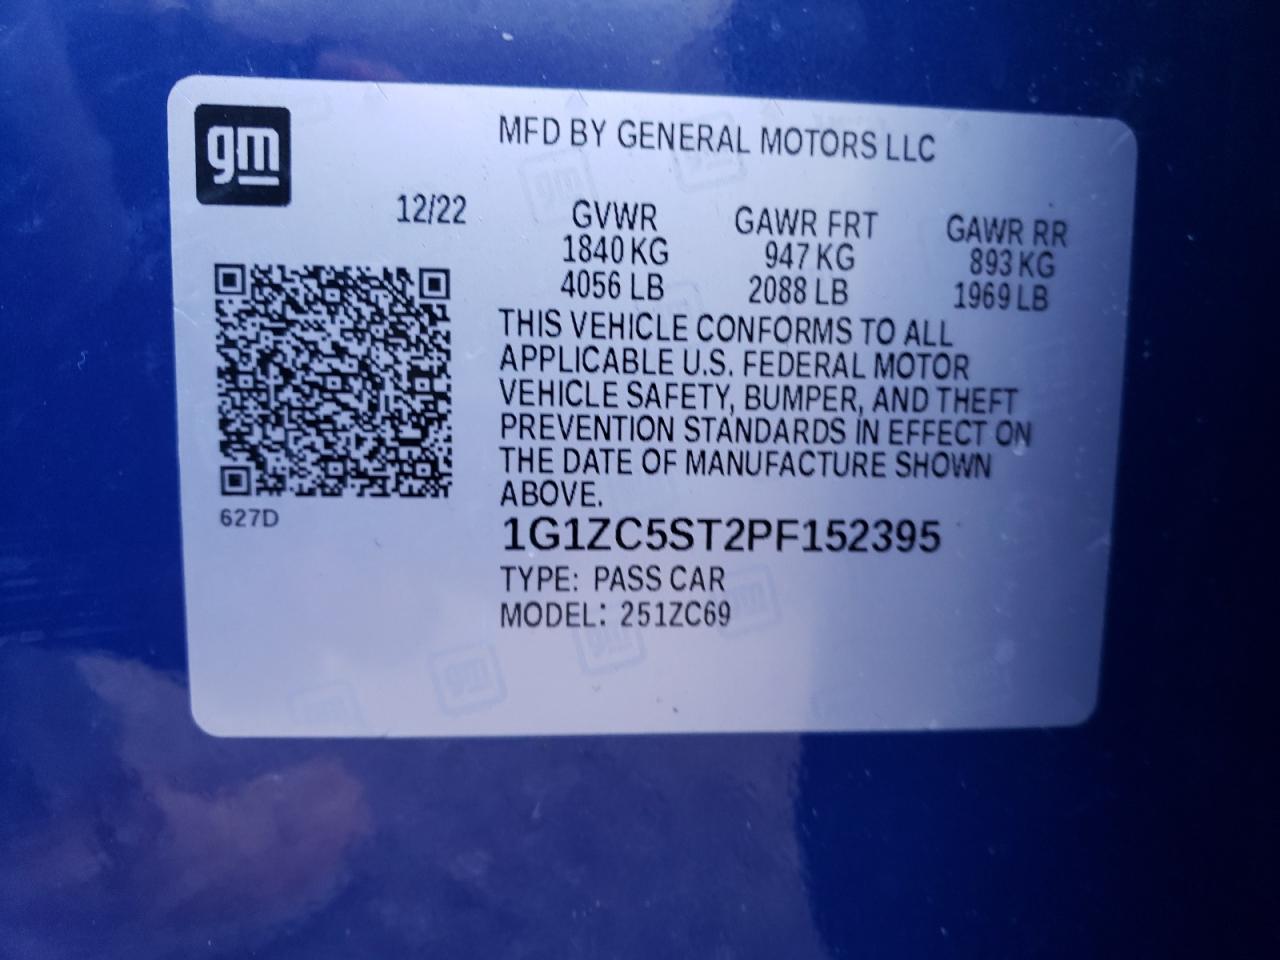 gm
MFD BY GENERAL MOTORS LLC
12/22
GVWR GAWR FRT GAWR RR
1840 KG 947 KG 893 KG
4056 LB 2088 LB 1969 LB
THIS VEHICLE CONFORMS TO ALL
APPLICABLE U.S. FEDERAL MOTOR
VEHICLE SAFETY, BUMPER, AND THEFT
PREVENTION STANDARDS IN EFFECT ON
THE DATE OF MANUFACTURE SHOWN
ABOVE.
627D
1G1ZC5ST2PF152395
TYPE: PASS CAR
MODEL: 251ZC69